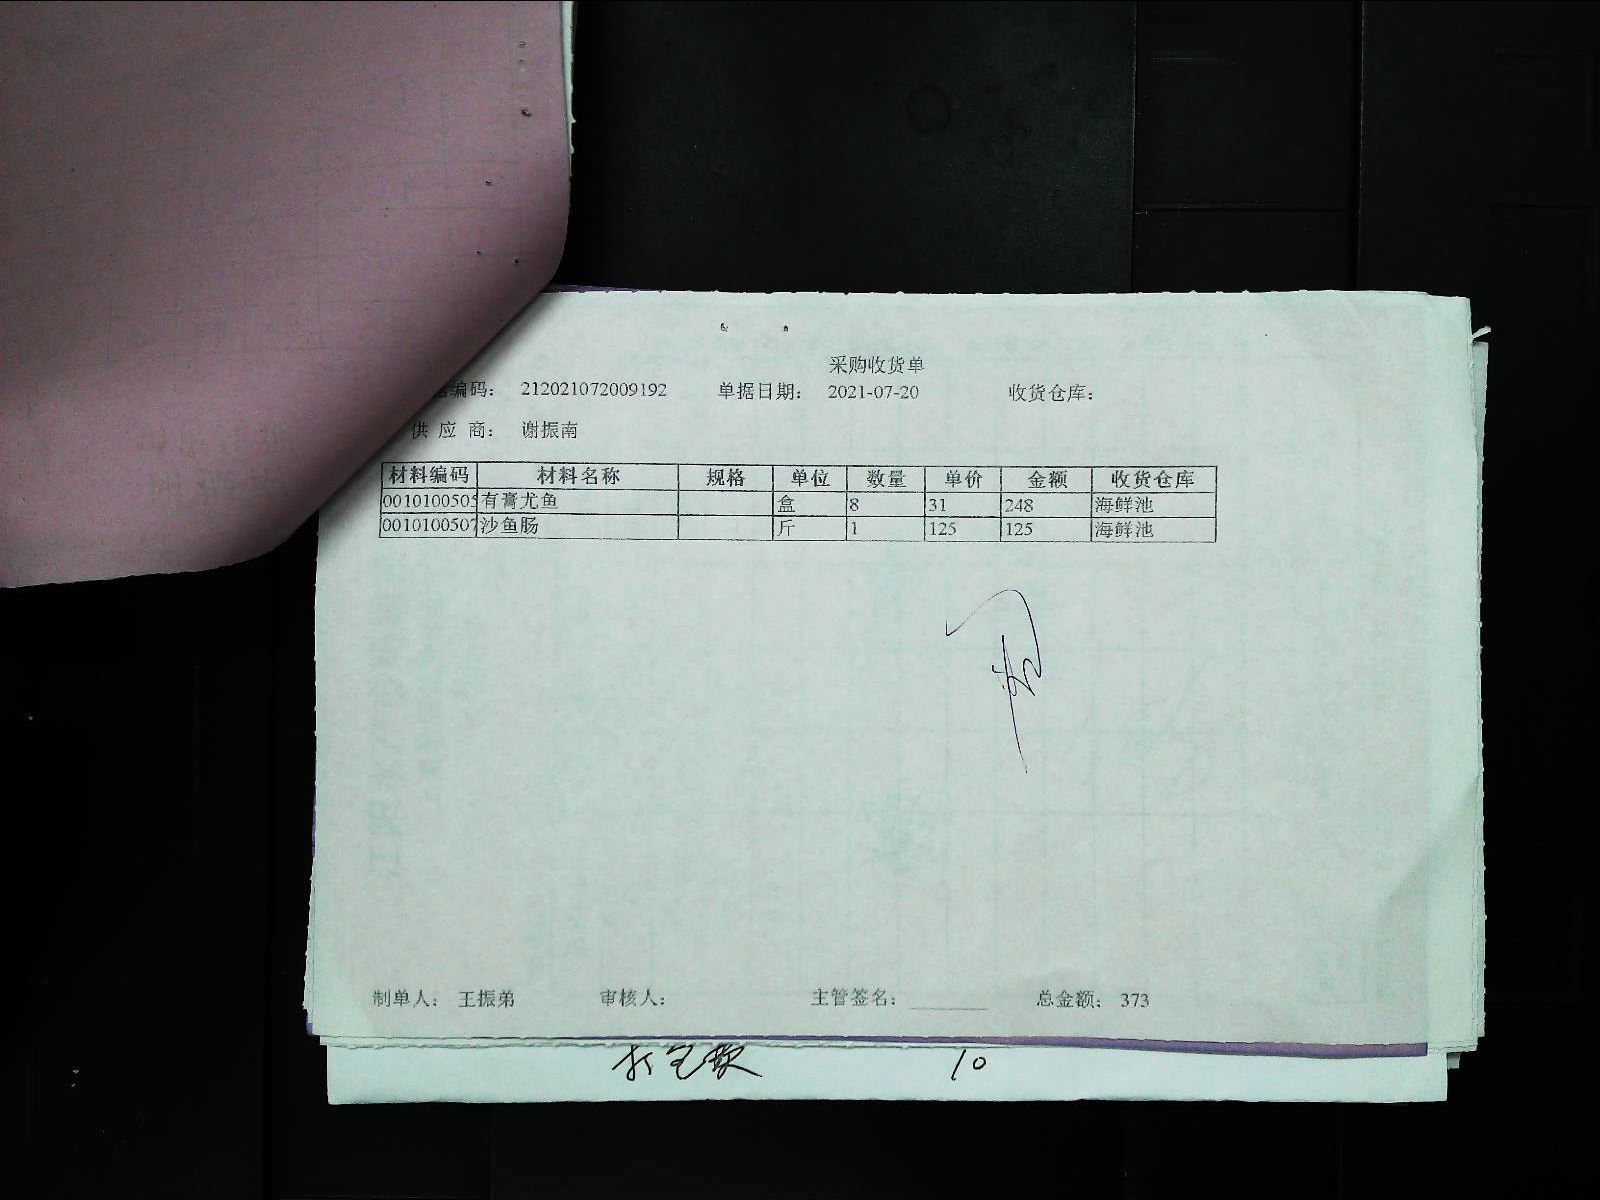 采购收货单
编码： 212021072009192 单据日期： 2021-07-20 收货仓库：
供 应 商： 谢振南
材料编码 材料名称 规格 单位 数量 单价 金额 收货仓库
0010100505 有膏尤鱼 盒 8 31 248 海鲜池
0010100507 沙鱼肠 斤 1 125 125 海鲜池
制单人： 王振弟 审核人： 主管签名： 总金额： 373
10